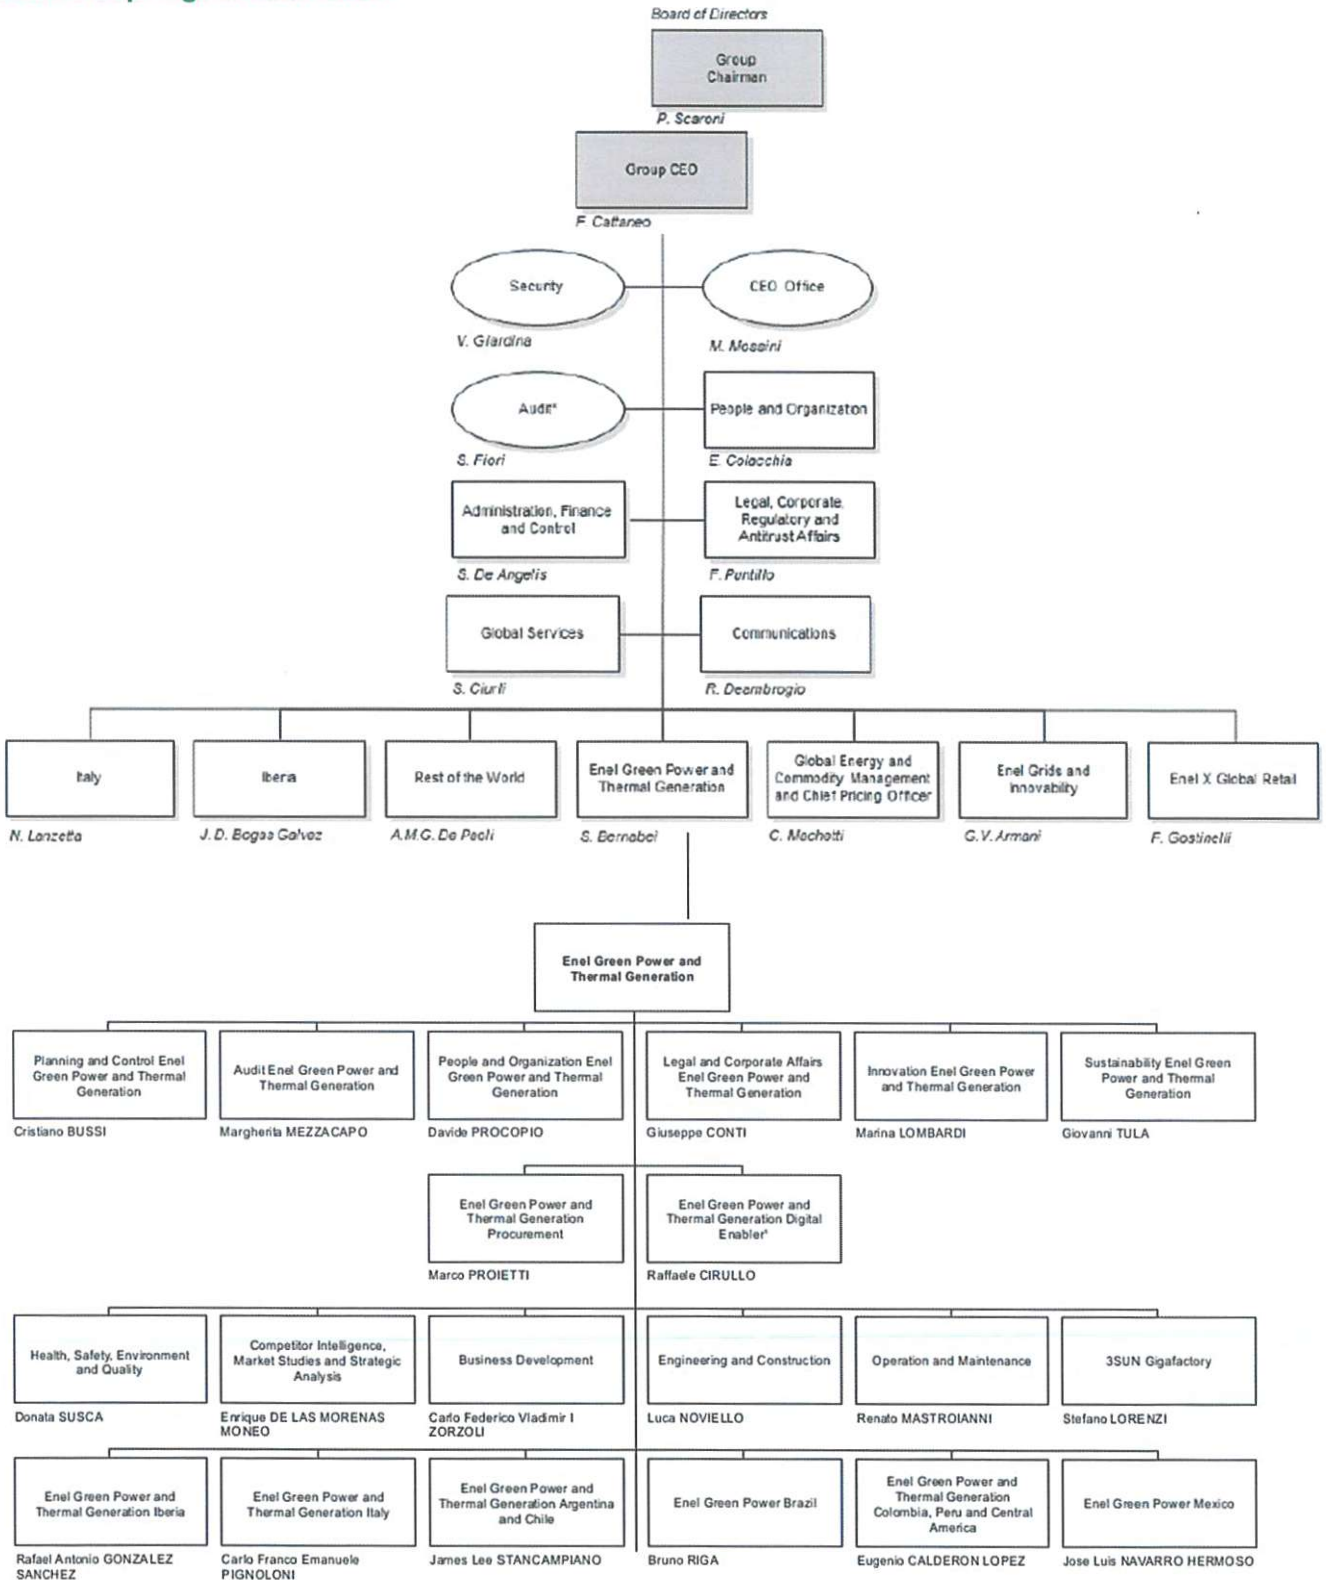 Board of Directors
Group
Chairman
P. Scaroni
Group CEO
F. Cattaneo
Security
CEO Office
V. Giardina
M. Mossini
Audit*
People and Organization
S. Fiori
E. Colacchia
Administration, Finance
and Control
Legal, Corporate,
Regulatory and
Antitrust Affairs
S. De Angelis
F. Puntillo
Global Services
Communications
S. Ciurli
R. Deambrogio
Italy
Iberia
Rest of the World
Enel Green Power and
Thermal Generation
Global Energy and
Commodity Management
and Chief Pricing Officer
Enel Grids and
Innovability
Enel X Global Retail
N. Lanzetta
J. D. Bogas Galvez
A.M.G. De Paoli
S. Bernabei
C. Machetti
G.V. Armani
F. Gostinelli
Enel Green Power and
Thermal Generation
Planning and Control Enel
Green Power and Thermal
Generation
Audit Enel Green Power and
Thermal Generation
People and Organization Enel
Green Power and Thermal
Generation
Legal and Corporate Affairs
Enel Green Power and
Thermal Generation
Innovation Enel Green Power
and Thermal Generation
Sustainability Enel Green
Power and Thermal
Generation
Cristiano BUSSI
Margherita MEZZACAPO
Davide PROCOPIO
Giuseppe CONTI
Marina LOMBARDI
Giovanni TULA
Enel Green Power and
Thermal Generation
Procurement
Enel Green Power and
Thermal Generation Digital
Enabler*
Marco PROIETTI
Raffaele CIRULLO
Health, Safety, Environment
and Quality
Competitor Intelligence,
Market Studies and Strategic
Analysis
Business Development
Engineering and Construction
Operation and Maintenance
3SUN Gigafactory
Donata SUSCA
Enrique DE LAS MORENAS
MONEO
Carlo Federico Vladimir I
ZORZOLI
Luca NOVIELLO
Renato MASTROIANNI
Stefano LORENZI
Enel Green Power and
Thermal Generation Iberia
Enel Green Power and
Thermal Generation Italy
Enel Green Power and
Thermal Generation Argentina
and Chile
Enel Green Power Brazil
Enel Green Power and
Thermal Generation
Colombia, Peru and Central
America
Enel Green Power Mexico
Rafael Antonio GONZALEZ
SANCHEZ
Carlo Franco Emanuele
PIGNOLONI
James Lee STANCAMPIANO
Bruno RIGA
Eugenio CALDERON LOPEZ
Jose Luis NAVARRO HERMOSO